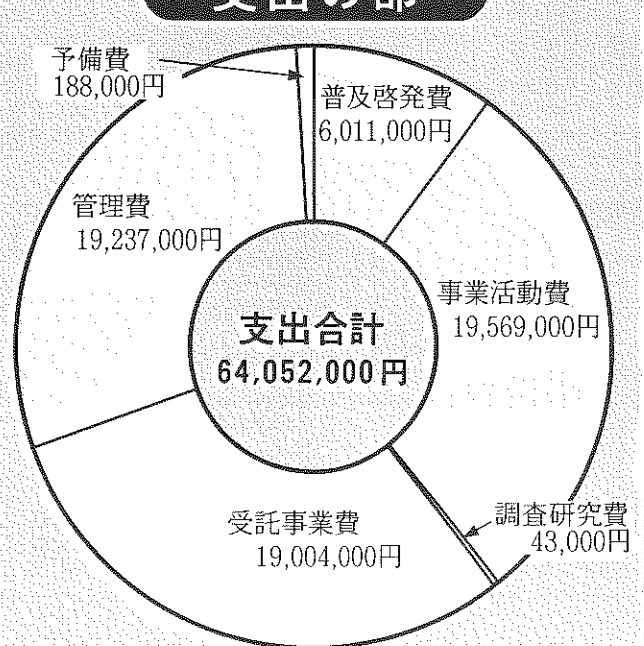 支出の部
予備費
188,000円
普及啓発費
6,011,000円
管理費
19,237,000円
事業活動費
19,569,000円
支出合計
64,052,000円
調査研究費
43,000円
受託事業費
19,004,000円